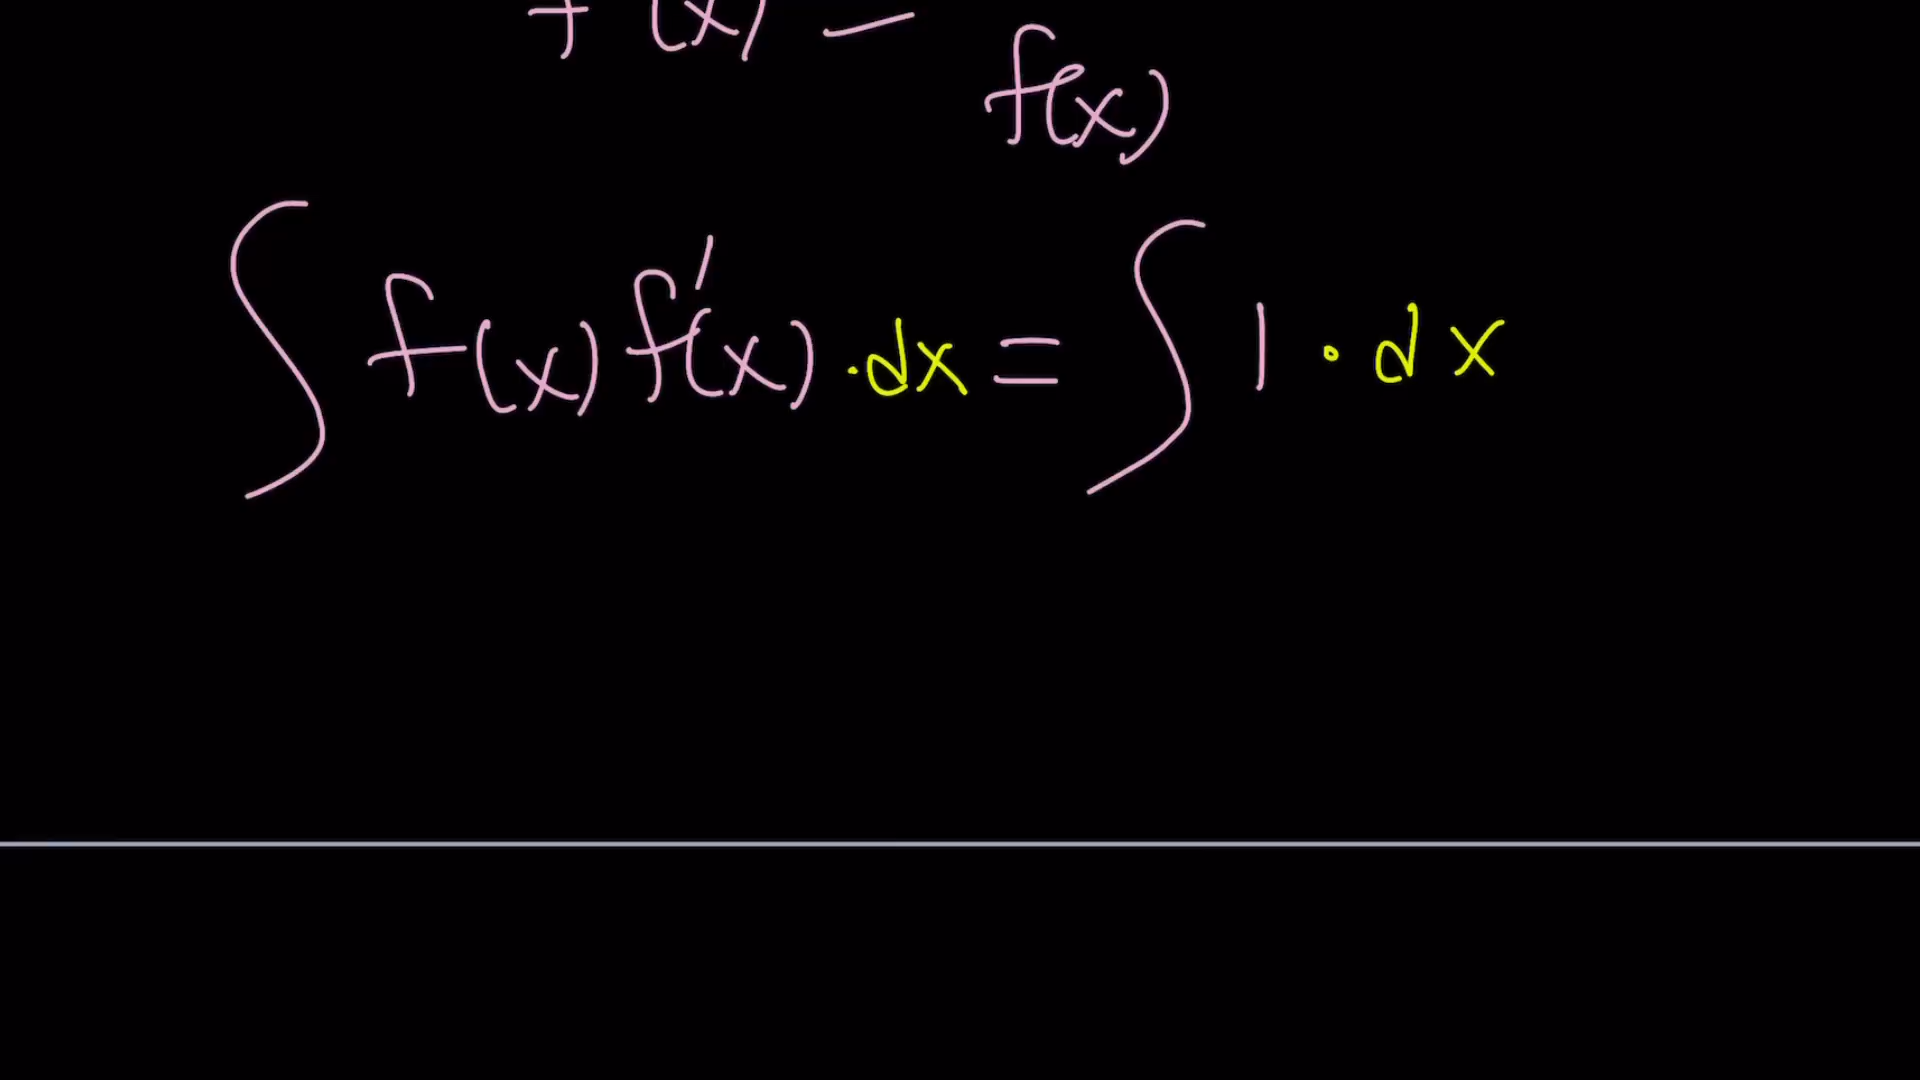 f(x)
f(x)
∫ f(x) f'(x) · dx = ∫ 1 · dx